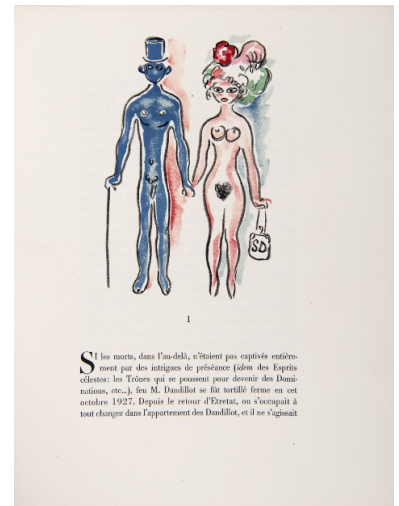 SD
1
SI les morts, dans l'au-delà, n'étaient pas captivés entière-
ment par des intrigues de préséance (idem des Esprits
célestes: les Trônes qui se poussent pour devenir des Domi-
nations, etc...), feu M. Dandillot se fût tortillé ferme en cet
octobre 1927. Depuis le retour d'Etretat, on s'occupait à
tout changer dans l'appartement des Dandillot, et il ne s'agissait